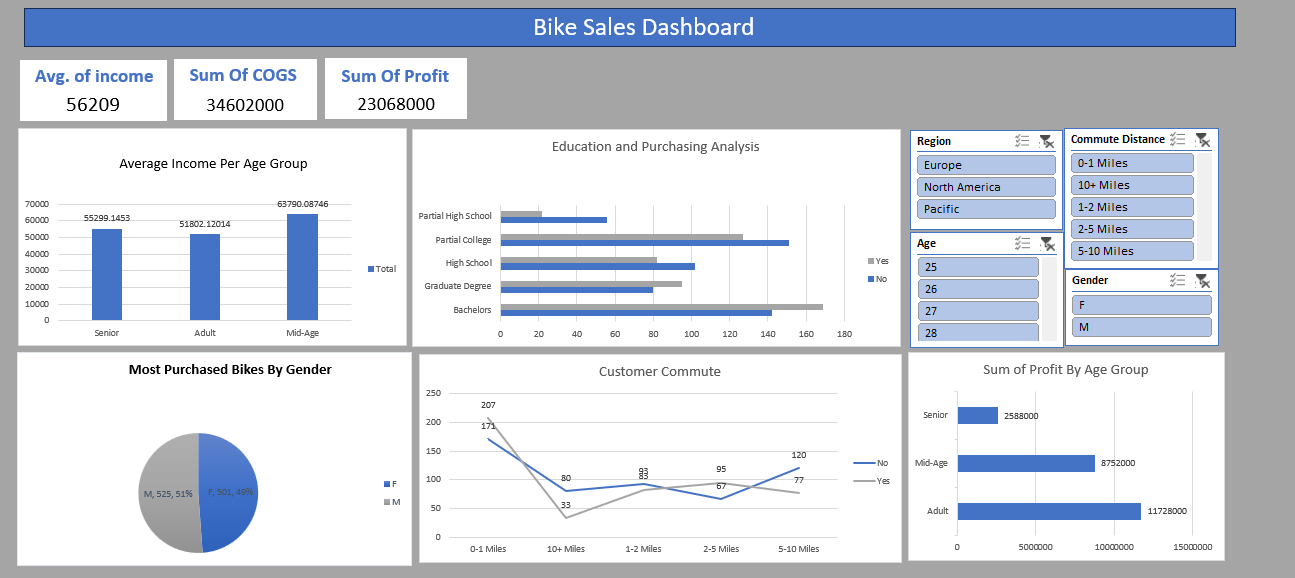 Bike Sales Dashboard
Avg. of income
56209
Sum Of COGS
34602000
Sum Of Profit
23068000
Average Income Per Age Group
70000
60000
50000
40000
30000
20000
10000
0
55299.1453
51802.12014
63790.08746
Senior
Adult
Mid-Age
Total
Education and Purchasing Analysis
Partial High School
Partial College
High School
Graduate Degree
Bachelors
0 20 40 60 80 100 120 140 160 180
Yes
No
Region
Europe
North America
Pacific
Age
25
26
27
28
Commute Distance
0-1 Miles
10+ Miles
1-2 Miles
2-5 Miles
5-10 Miles
Gender
F
M
Most Purchased Bikes By Gender
M, 525, 51%
F, 501, 49%
F
M
Customer Commute
250
200
150
100
50
0
207
171
80
33
93
83
95
67
120
77
0-1 Miles
10+ Miles
1-2 Miles
2-5 Miles
5-10 Miles
No
Yes
Sum of Profit By Age Group
Senior
2588000
Mid-Age
8752000
Adult
11728000
0 5000000 10000000 15000000